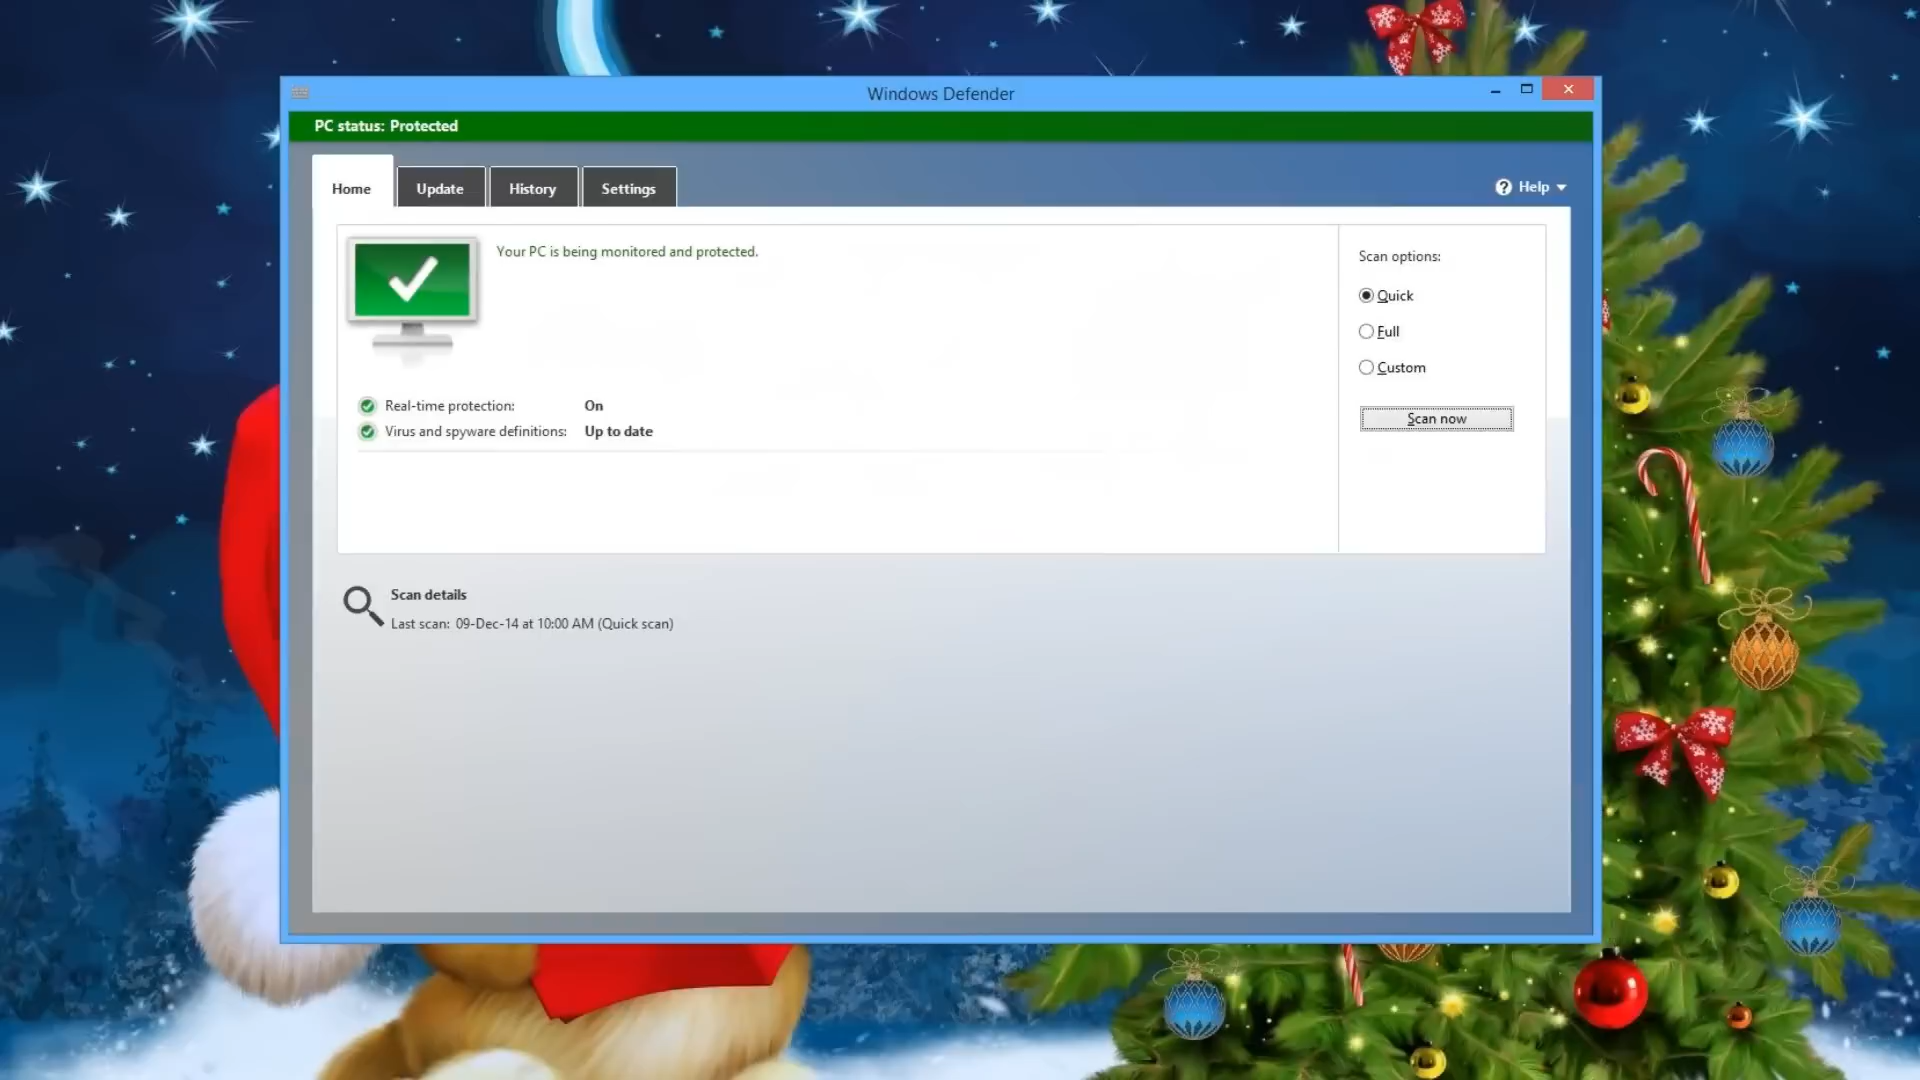 Windows Defender
PC status: Protected
Home
Update
History
Settings
Help
Your PC is being monitored and protected.
Real-time protection: On
Virus and spyware definitions: Up to date
Scan options:
Quick
Full
Custom
Scan now
Scan details
Last scan: 09-Dec-14 at 10:00 AM (Quick scan)